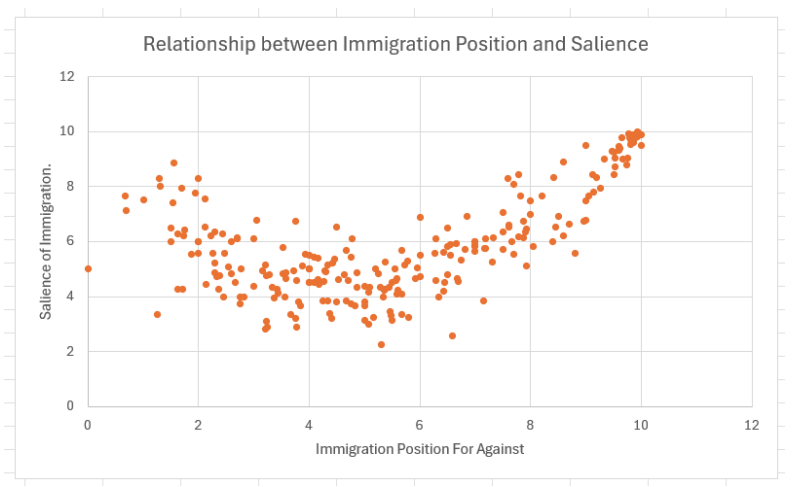 Relationship between Immigration Position and Salience
12
10
8
6
4
2
0
Salience of Immigration.
0 2 4 6 8 10 12
Immigration Position For Against